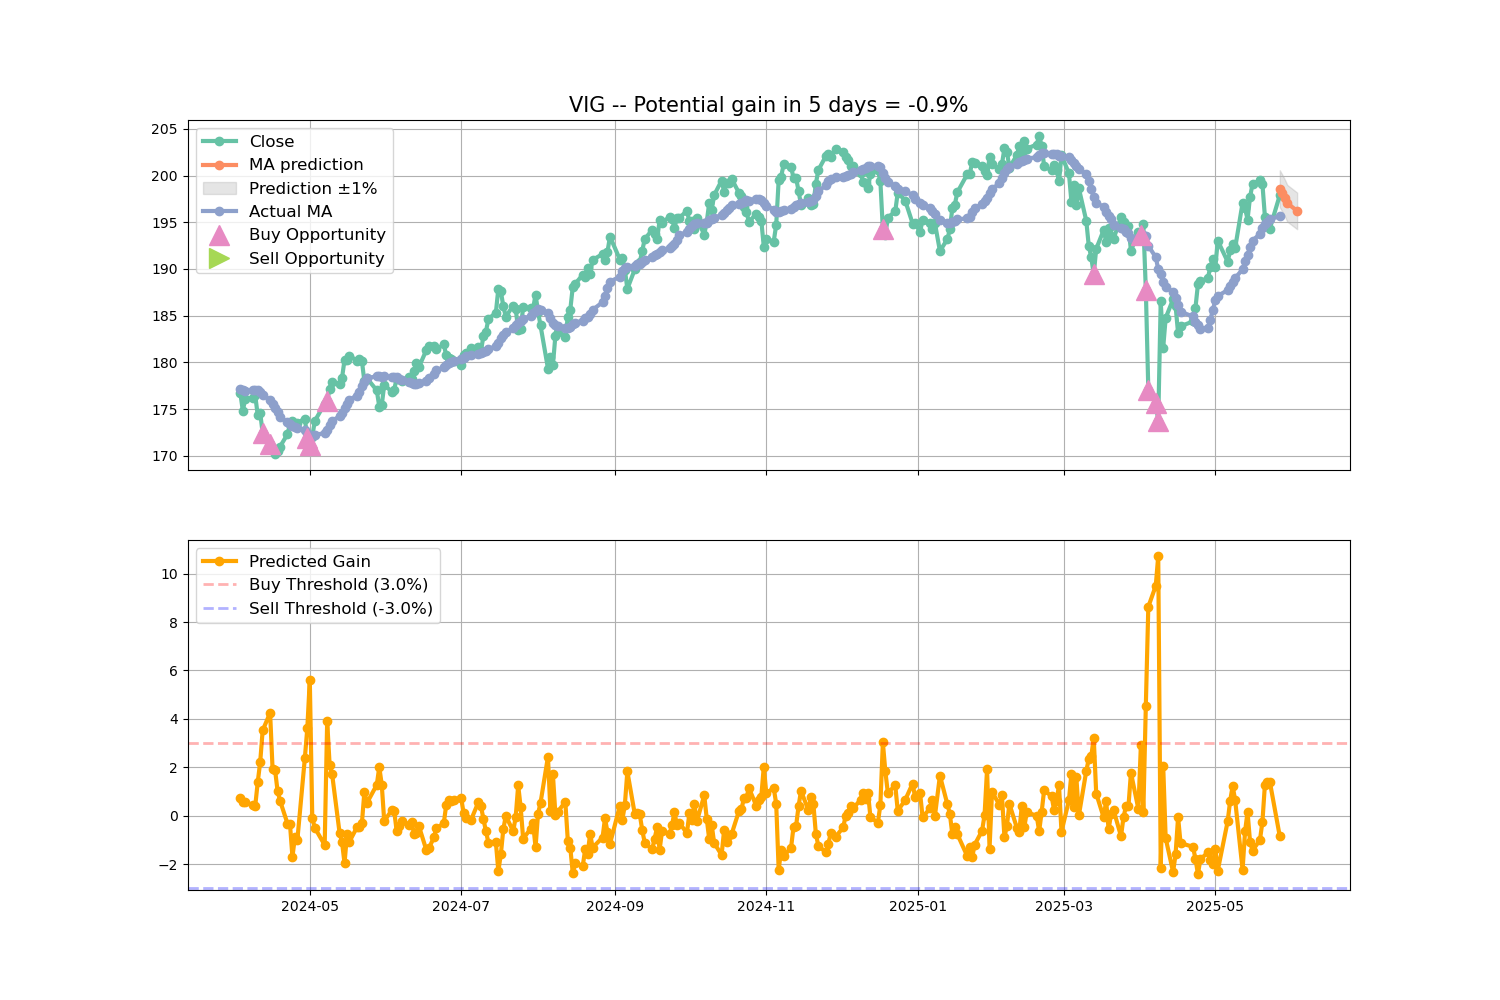 VIG -- Potential gain in 5 days = -0.9%
205
200
195
190
185
180
175
170
Close
MA prediction
Prediction ±1%
Actual MA
Buy Opportunity
Sell Opportunity
10
8
6
4
2
0
−2
Predicted Gain
Buy Threshold (3.0%)
Sell Threshold (-3.0%)
2024-05 2024-07 2024-09 2024-11 2025-01 2025-03 2025-05